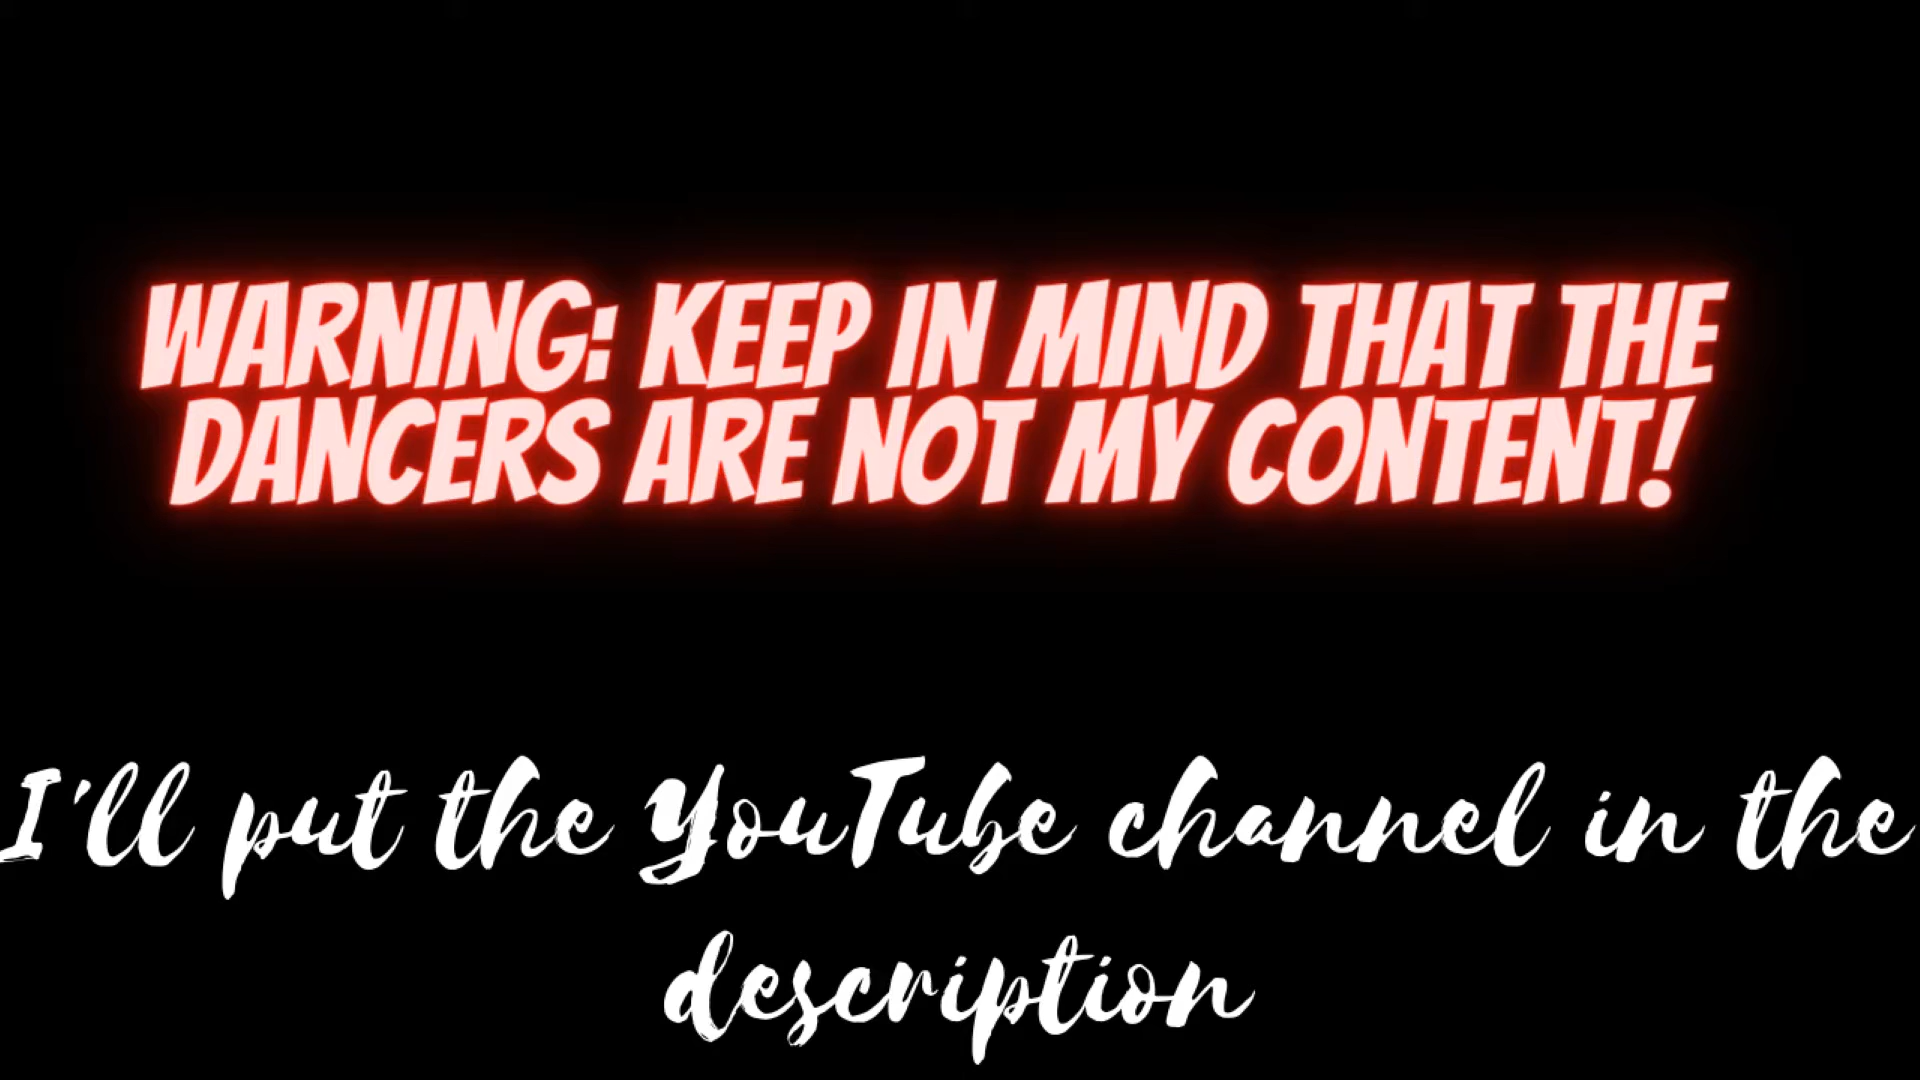 WARNING: KEEP IN MIND THAT THE
DANCERS ARE NOT MY CONTENT!
I'll put the YouTube channel in the
description